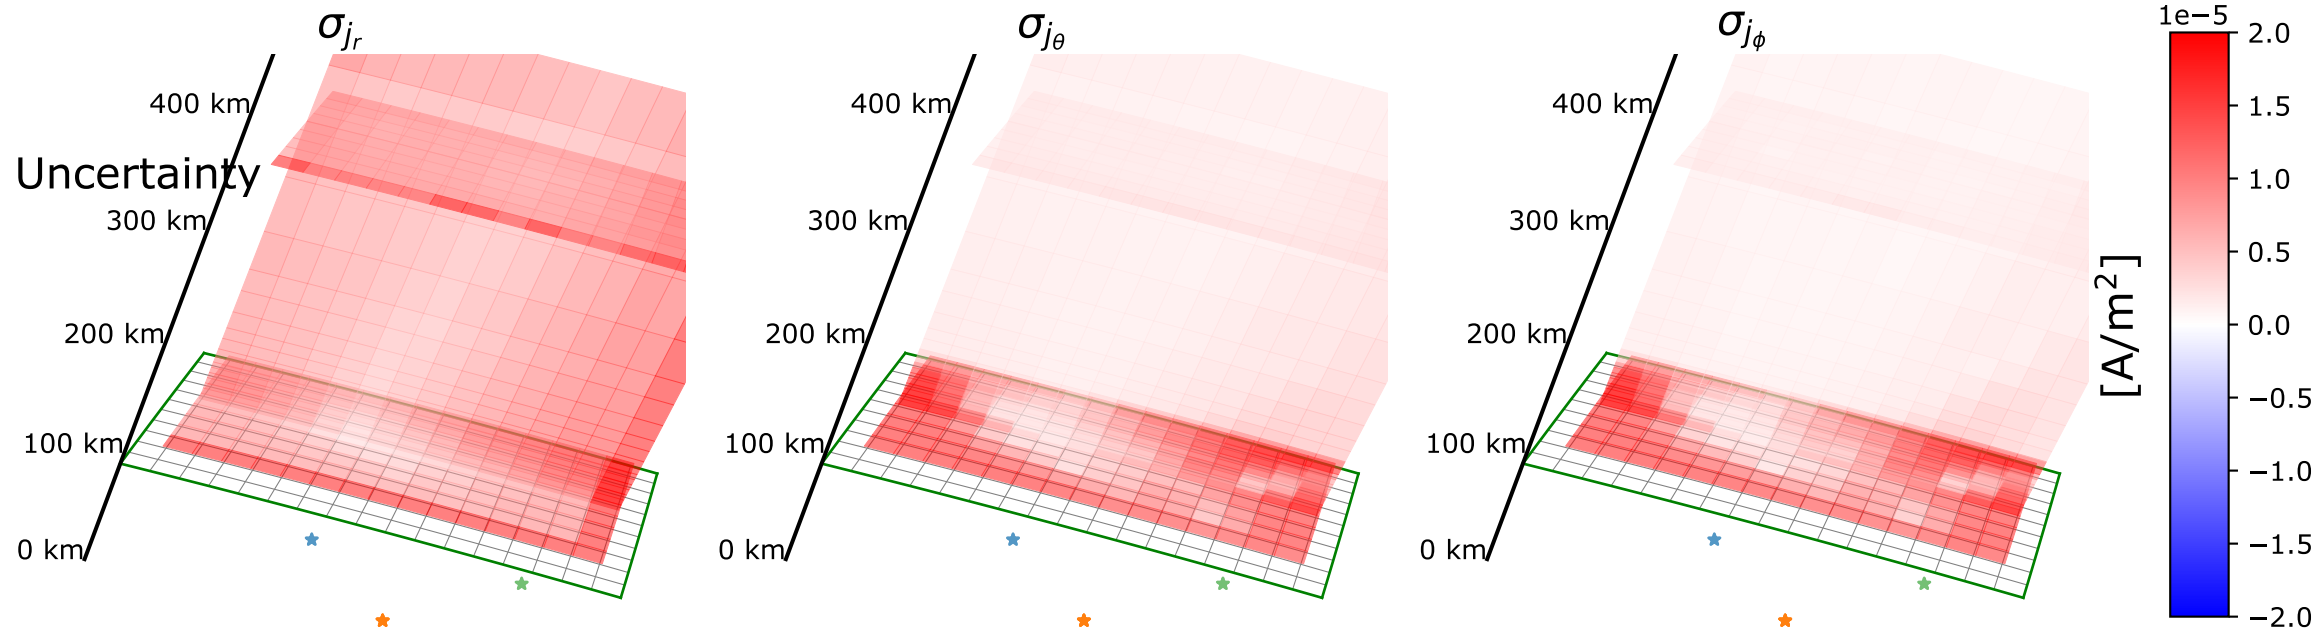 σ_{j_r}
σ_{j_θ}
σ_{j_ϕ}
Uncertainty
400 km
300 km
200 km
100 km
0 km
400 km
300 km
200 km
100 km
0 km
400 km
300 km
200 km
100 km
0 km
1e−5
2.0
1.5
1.0
0.5
0.0
−0.5
−1.0
−1.5
−2.0
[A/m²]